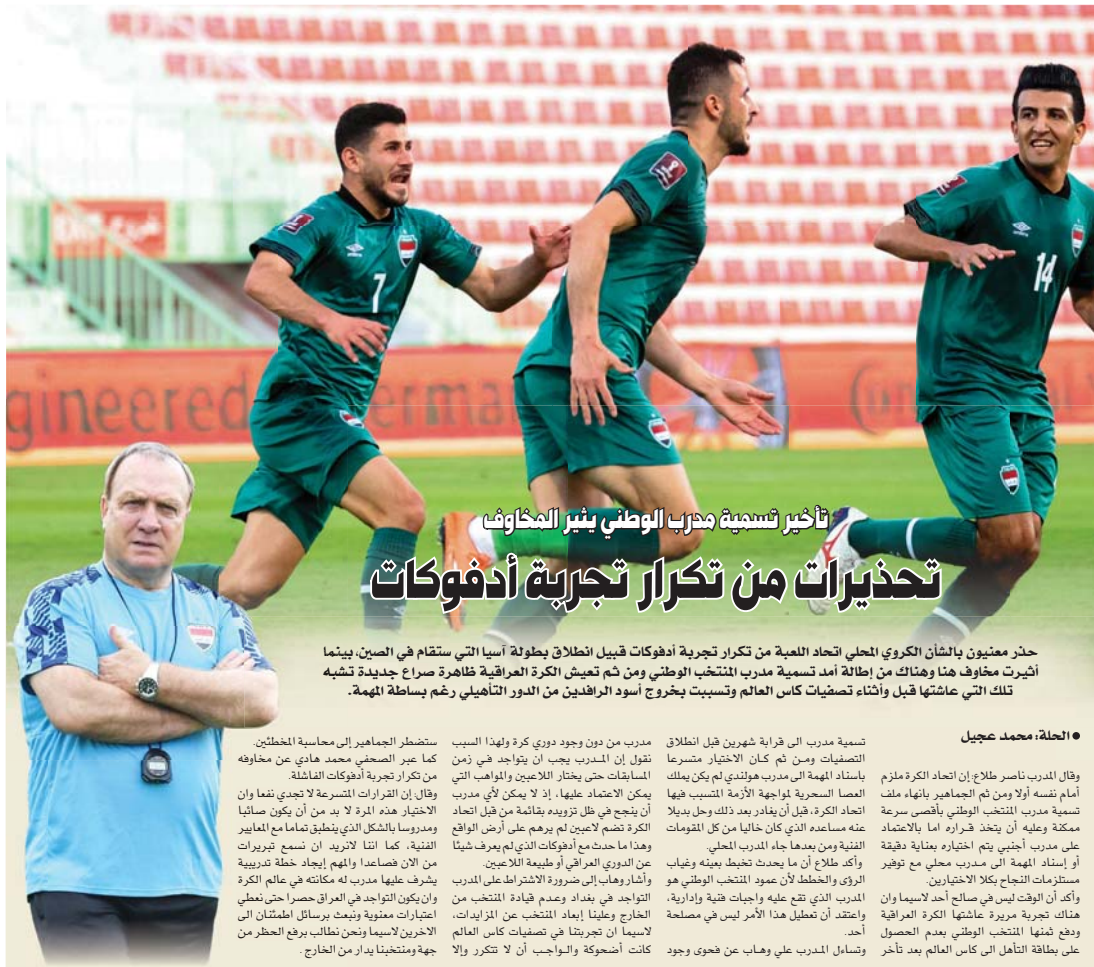 خروج EXIT
7
14
gineered
تأخير تسمية مدرب الوطني يثير المخاوف
تحذيرات من تكرار تجربة أدفوكات
حذر معنيون بالشأن الكروي المحلي اتحاد اللعبة من تكرار تجربة أدفوكات قبيل انطلاق بطولة آسيا التي ستقام في الصين، بينما
أثيرت مخاوف هنا وهناك من إطالة أمد تسمية مدرب المنتخب الوطني ومن ثم تعيش الكرة العراقية ظاهرة صراع جديدة تشبه
تلك التي عاشتها قبل وأثناء تصفيات كاس العالم وتسببت بخروج أسود الرافدين من الدور التأهيلي رغم بساطة المهمة.
● الحلة: محمد عجيل
وقال المدرب ناصر طلاع: إن اتحاد الكرة ملزم
أمام نفسه أولا ومن ثم الجماهير بانهاء ملف
تسمية مدرب المنتخب الوطني بأقصى سرعة
ممكنة وعليه أن يتخذ قراره اما بالاعتماد
على مدرب أجنبي يتم اختياره بعناية دقيقة
أو إسناد المهمة الى مدرب محلي مع توفير
مستلزمات النجاح بكلا الاختيارين.
وأكد أن الوقت ليس في صالح أحد لاسيما وان
هناك تجربة مريرة عاشتها الكرة العراقية
ودفع ثمنها المنتخب الوطني بعدم الحصول
على بطاقة التأهل الى كاس العالم بعد تأخر
تسمية مدرب الى قرابة شهرين قبل انطلاق
التصفيات ومن ثم كان الاختيار متسرعا
باسناد المهمة الى مدرب هولندي لم يكن يملك
العصا السحرية لمواجهة الأزمة المتسبب فيها
اتحاد الكرة، قبل أن يغادر بعد ذلك وحل بديلا
عنه مساعده الذي كان خاليا من كل المقومات
الفنية ومن بعدها جاء المدرب المحلي.
وأكد طلاع أن ما يحدث تخبط بعينه وغياب
الرؤى والخطط لأن عمود المنتخب الوطني هو
المدرب الذي تقع عليه واجبات فنية وإدارية،
واعتقد أن تعطيل هذا الأمر ليس في مصلحة
أحد.
وتساءل المدرب علي وهاب عن فحوى وجود
مدرب من دون وجود دوري كرة ولهذا السبب
نقول إن المدرب يجب ان يتواجد في زمن
المسابقات حتى يختار اللاعبين والمواهب التي
يمكن الاعتماد عليها، إذ لا يمكن لأي مدرب
أن ينجح في ظل تزويده بقائمة من قبل اتحاد
الكرة تضم لاعبين لم يرهم على أرض الواقع
وهذا ما حدث مع أدفوكات الذي لم يعرف شيئا
عن الدوري العراقي أو طبيعة اللاعبين.
وأشار وهاب إلى ضرورة الاشتراط على المدرب
التواجد في بغداد وعدم قيادة المنتخب من
الخارج وعلينا إبعاد المنتخب عن المزايدات،
لاسيما ان تجربتنا في تصفيات كاس العالم
كانت أضحوكة والواجب أن لا تتكرر وإلا
ستضطر الجماهير إلى محاسبة المخطئين.
كما عبر الصحفي محمد هادي عن مخاوفه
من تكرار تجربة أدفوكات الفاشلة.
وقال: إن القرارات المتسرعة لا تجدي نفعا وان
الاختيار هذه المرة لا بد من أن يكون صائبا
ومدروسا بالشكل الذي ينطبق تماما مع المعايير
الفنية، كما اننا لانريد ان نسمع تبريرات
من الان فصاعدا والمهم إيجاد خطة تدريبية
يشرف عليها مدرب له مكانته في عالم الكرة
وان يكون التواجد في العراق حصرا حتى نعطي
اعتبارات معنوية ونبعث برسائل اطمئنان الى
الاخرين لاسيما ونحن نطالب برفع الحظر من
جهة ومنتخبنا يدار من الخارج.